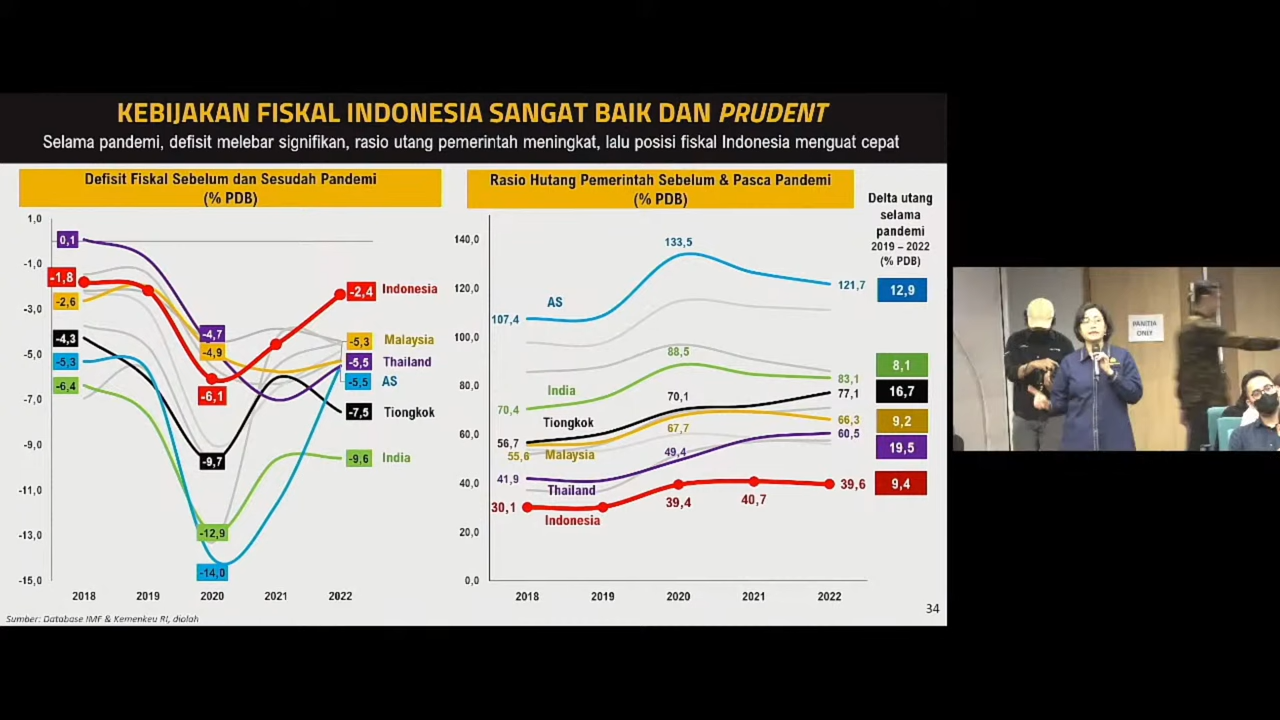 KEBIJAKAN FISKAL INDONESIA SANGAT BAIK DAN PRUDENT
Selama pandemi, defisit melebar signifikan, rasio utang pemerintah meningkat, lalu posisi fiskal Indonesia menguat cepat
Defisit Fiskal Sebelum dan Sesudah Pandemi
(% PDB)
1,0
-1,0
-3,0
-5,0
-7,0
-9,0
-11,0
-13,0
-15,0
0,1
-1,8
-2,6
-4,3
-5,3
-6,4
-4,7
-4,9
-6,1
-9,7
-12,9
-14,0
-2,4 Indonesia
-5,3 Malaysia
-5,5 Thailand
-5,5 AS
-7,5 Tiongkok
-9,6 India
2018 2019 2020 2021 2022
Sumber: Database IMF & Kemenkeu RI, diolah
Rasio Hutang Pemerintah Sebelum & Pasca Pandemi
(% PDB)
140,0
120,0
100,0
80,0
60,0
40,0
20,0
0,0
133,5
AS
107,4
121,7
88,5
India
70,4
83,1
70,1
77,1
Tiongkok
56,7
67,7
66,3
55,6 Malaysia
60,5
49,4
41,9
Thailand
30,1
39,4
40,7
39,6
Indonesia
2018 2019 2020 2021 2022
Delta utang
selama
pandemi
2019 – 2022
(% PDB)
12,9
8,1
16,7
9,2
19,5
9,4
34
PANITIA
ONLY